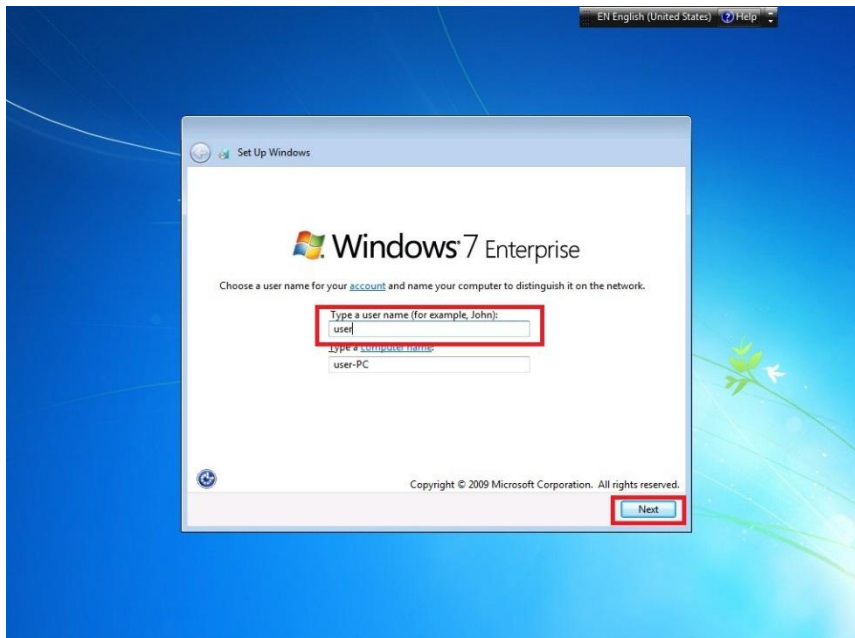 EN English (United States) ? Help
Set Up Windows
Windows 7 Enterprise
Choose a user name for your account and name your computer to distinguish it on the network.
Type a user name (for example, John):
user
Type a computer name:
user-PC
Copyright © 2009 Microsoft Corporation. All rights reserved.
Next